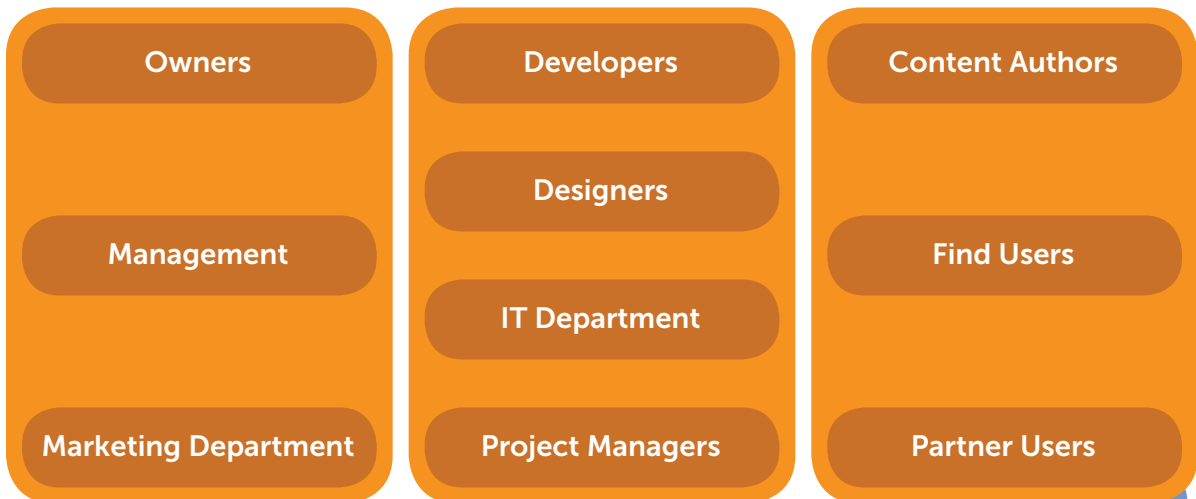 Owners
Management
Marketing Department
Developers
Designers
IT Department
Project Managers
Content Authors
Find Users
Partner Users